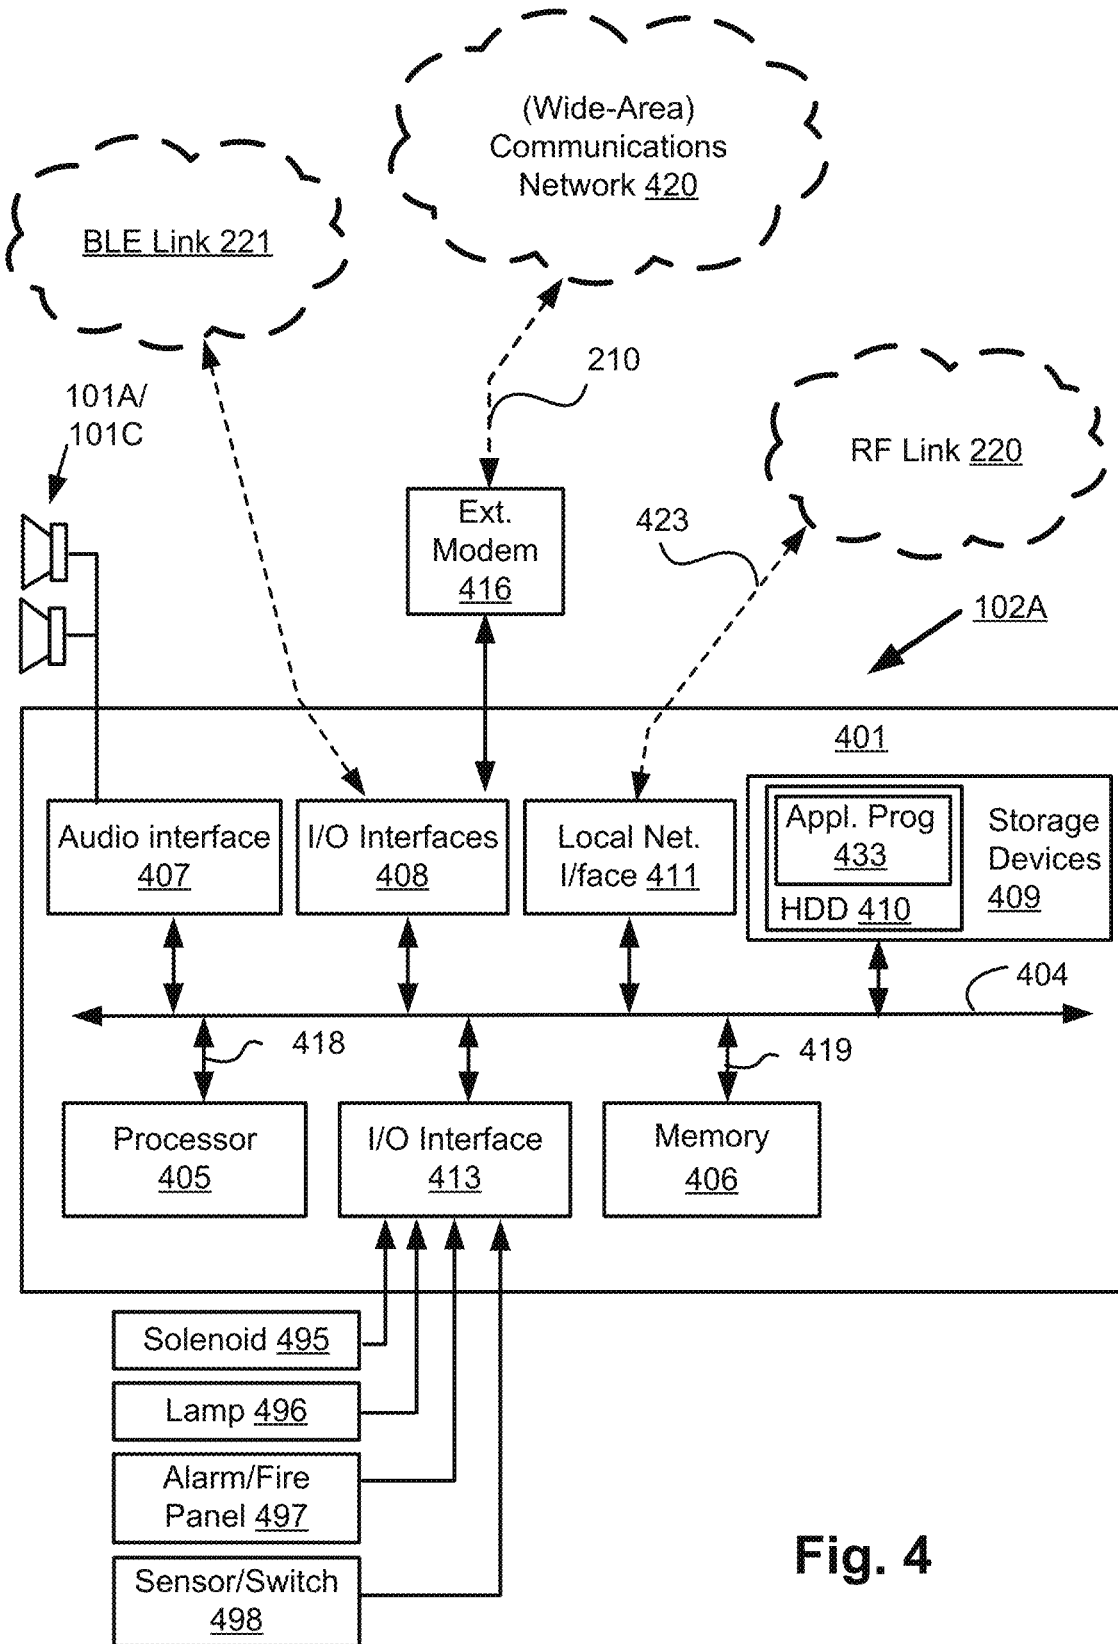 (Wide-Area)
Communications
Network 420
BLE Link 221
210
101A/
101C
RF Link 220
Ext.
Modem
416
423
102A
401
Audio interface
407
I/O Interfaces
408
Local Net.
I/face 411
Appl. Prog
433
HDD 410
Storage
Devices
409
404
418
419
Processor
405
I/O Interface
413
Memory
406
Solenoid 495
Lamp 496
Alarm/Fire
Panel 497
Sensor/Switch
498
Fig. 4